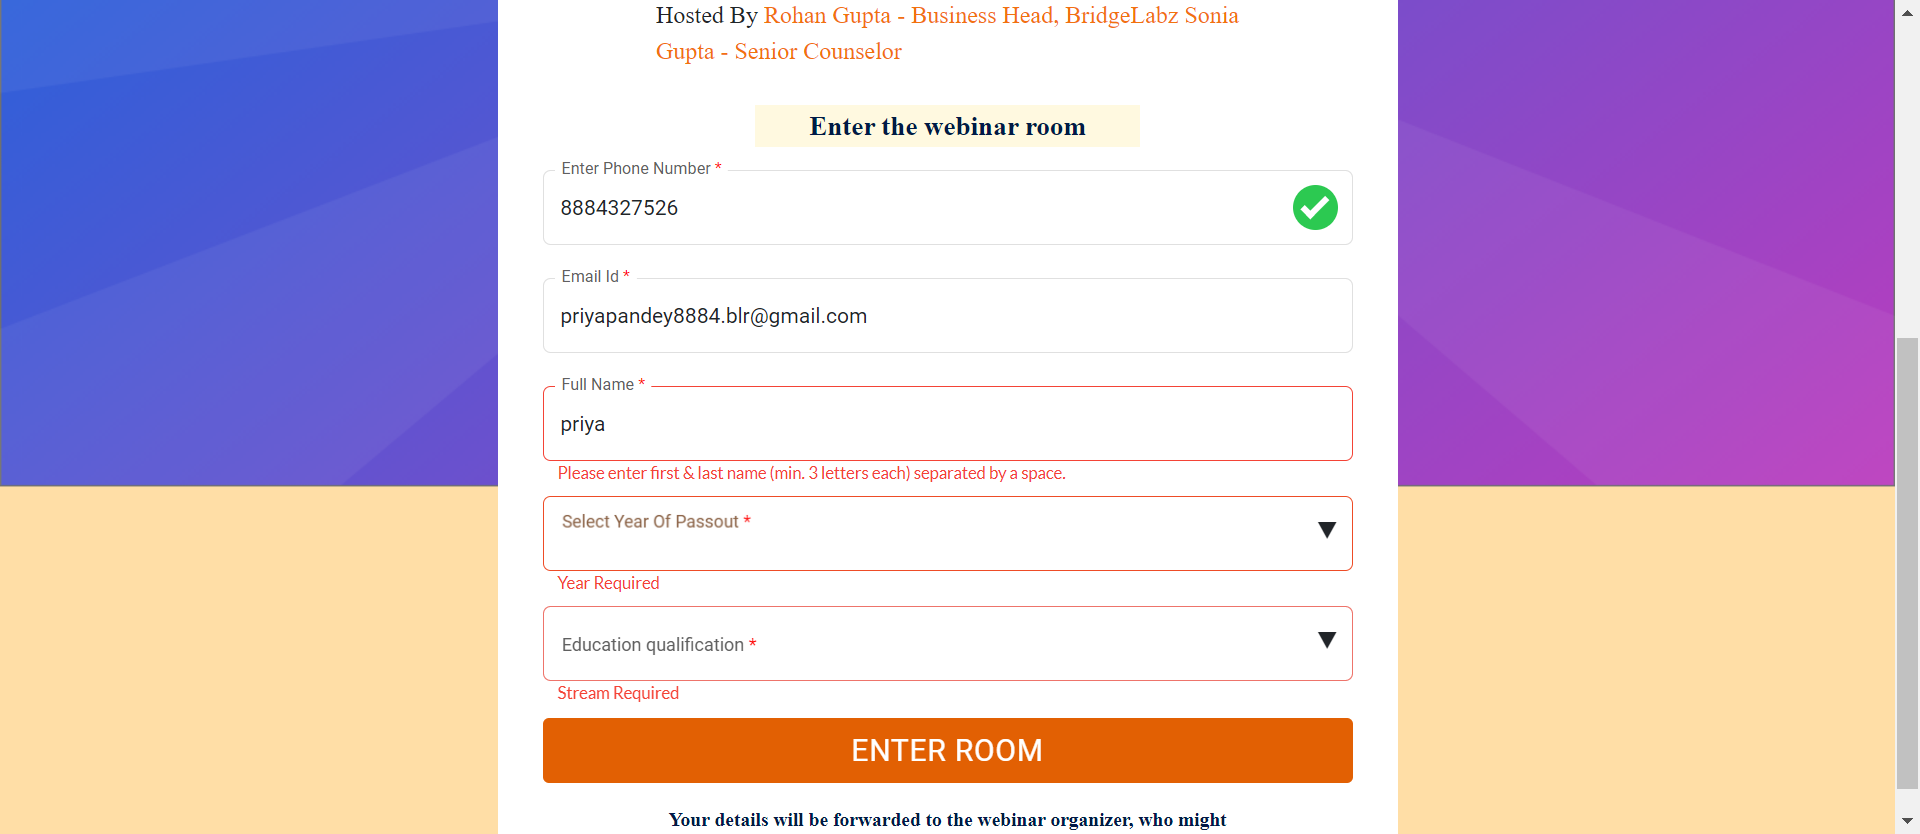 Hosted By Rohan Gupta - Business Head, BridgeLabz Sonia
Gupta - Senior Counselor
Enter the webinar room
Enter Phone Number *
8884327526
Email Id *
priyapandey8884.blr@gmail.com
Full Name *
priya
Please enter first & last name (min. 3 letters each) separated by a space.
Select Year Of Passout *
Year Required
Education qualification *
Stream Required
ENTER ROOM
Your details will be forwarded to the webinar organizer, who might